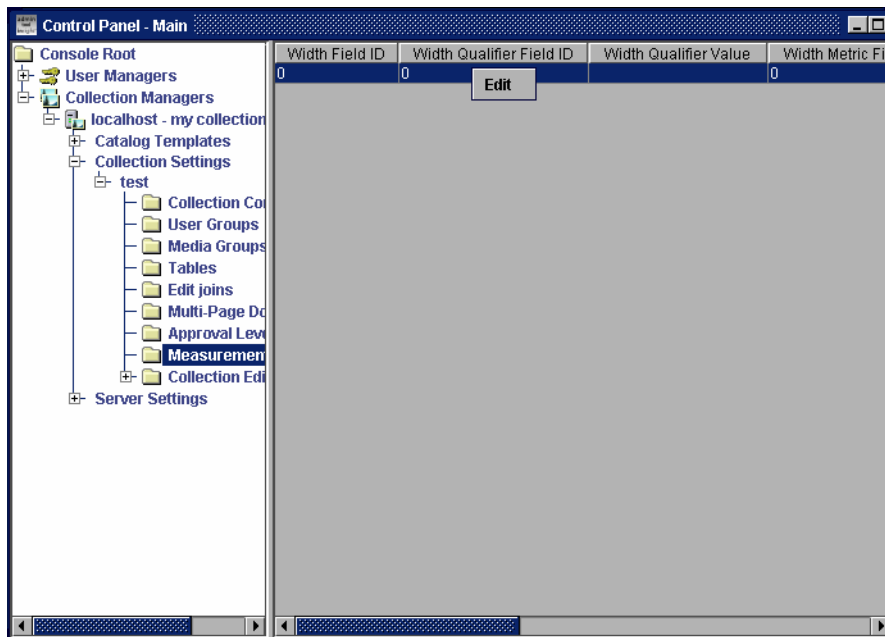 Control Panel - Main
Console Root
User Managers
Collection Managers
localhost - my collection
Catalog Templates
Collection Settings
test
Collection Co
User Groups
Media Groups
Tables
Edit joins
Multi-Page Do
Approval Leve
Measuremen
Collection Edi
Server Settings
Width Field ID Width Qualifier Field ID Width Qualifier Value Width Metric Fi
0 0 0
Edit